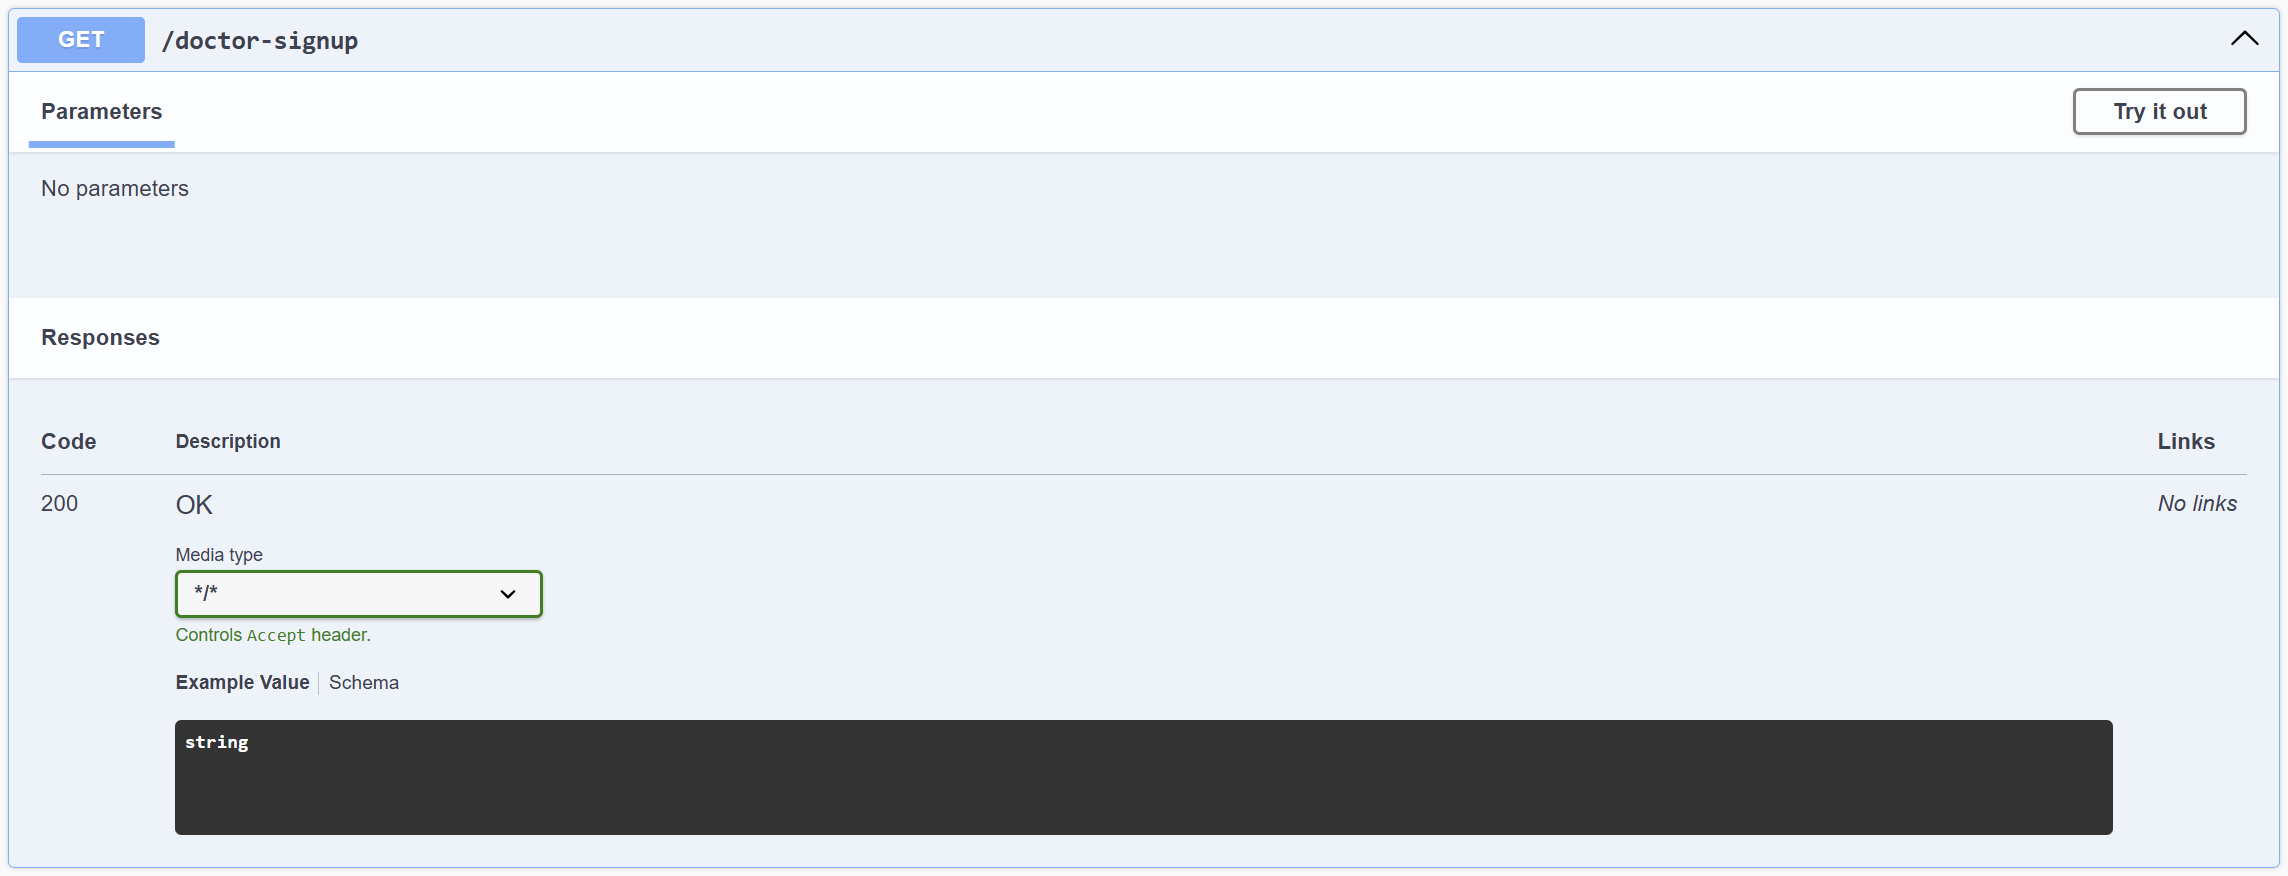 GET /doctor-signup
Parameters
Try it out
No parameters
Responses
Code Description Links
200 OK No links
Media type
*/*
Controls Accept header.
Example Value Schema
string